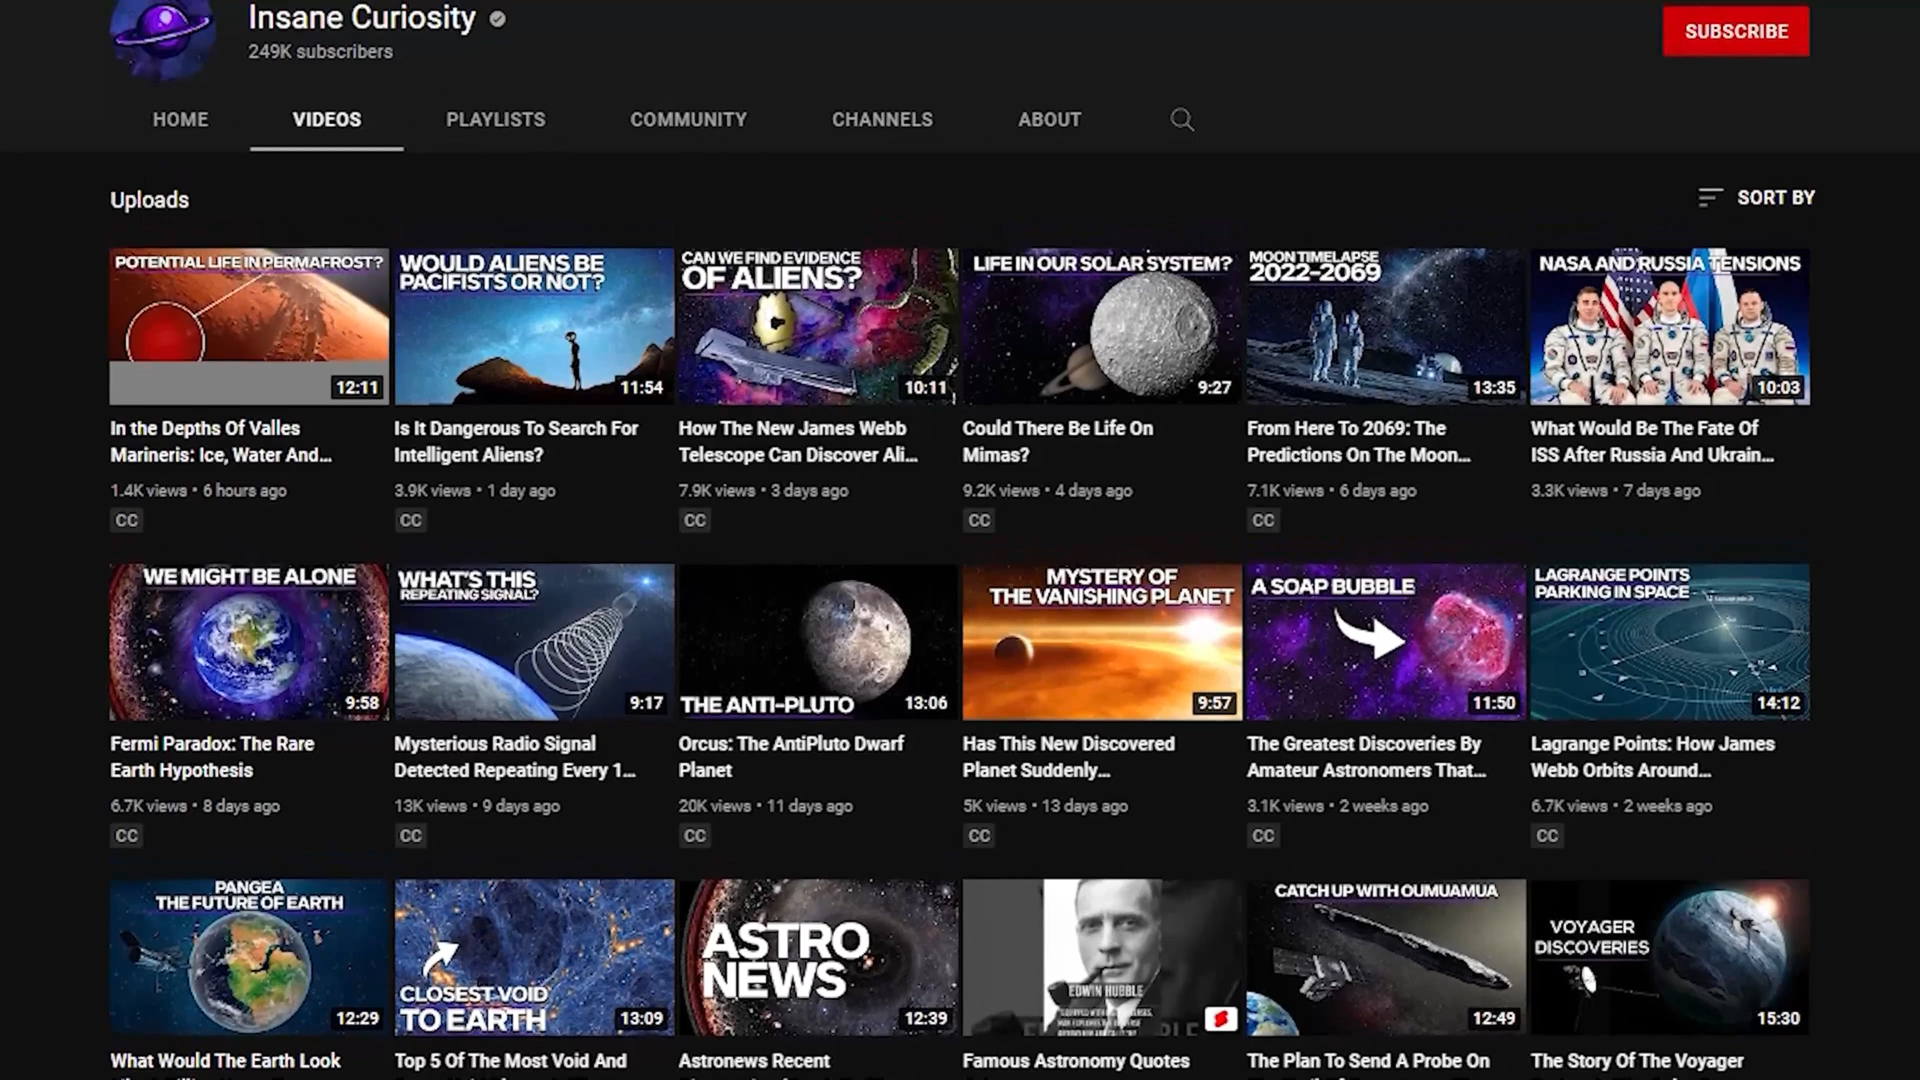 Insane Curiosity
249K subscribers
SUBSCRIBE
HOME
VIDEOS
PLAYLISTS
COMMUNITY
CHANNELS
ABOUT
Uploads
SORT BY
POTENTIAL LIFE IN PERMAFROST?
12:11
WOULD ALIENS BE
PACIFISTS OR NOT?
11:54
CAN WE FIND EVIDENCE
OF ALIENS?
10:11
LIFE IN OUR SOLAR SYSTEM?
9:27
MOON TIMELAPSE
2022-2069
13:35
NASA AND RUSSIA TENSIONS
10:03
In the Depths Of Valles
Marineris: Ice, Water And...
1.4K views • 6 hours ago
CC
Is It Dangerous To Search For
Intelligent Aliens?
3.9K views • 1 day ago
CC
How The New James Webb
Telescope Can Discover Ali...
7.9K views • 3 days ago
CC
Could There Be Life On
Mimas?
9.2K views • 4 days ago
CC
From Here To 2069: The
Predictions On The Moon...
7.1K views • 6 days ago
CC
What Would Be The Fate Of
ISS After Russia And Ukrain...
3.3K views • 7 days ago
WE MIGHT BE ALONE
9:58
WHAT'S THIS
REPEATING SIGNAL?
9:17
THE ANTI-PLUTO
13:06
MYSTERY OF
THE VANISHING PLANET
9:57
A SOAP BUBBLE
11:50
LAGRANGE POINTS
PARKING IN SPACE
14:12
Fermi Paradox: The Rare
Earth Hypothesis
6.7K views • 8 days ago
CC
Mysterious Radio Signal
Detected Repeating Every 1...
13K views • 9 days ago
CC
Orcus: The AntiPluto Dwarf
Planet
20K views • 11 days ago
CC
Has This New Discovered
Planet Suddenly...
5K views • 13 days ago
CC
The Greatest Discoveries By
Amateur Astronomers That...
3.1K views • 2 weeks ago
CC
Lagrange Points: How James
Webb Orbits Around...
6.7K views • 2 weeks ago
CC
PANGEA
THE FUTURE OF EARTH
12:29
CLOSEST VOID
TO EARTH
13:09
ASTRO
NEWS
12:39
EDWIN HUBBLE
CATCH UP WITH OUMUAMUA
12:49
VOYAGER
DISCOVERIES
15:30
What Would The Earth Look
Top 5 Of The Most Void And
Astronews Recent
Famous Astronomy Quotes
The Plan To Send A Probe On
The Story Of The Voyager